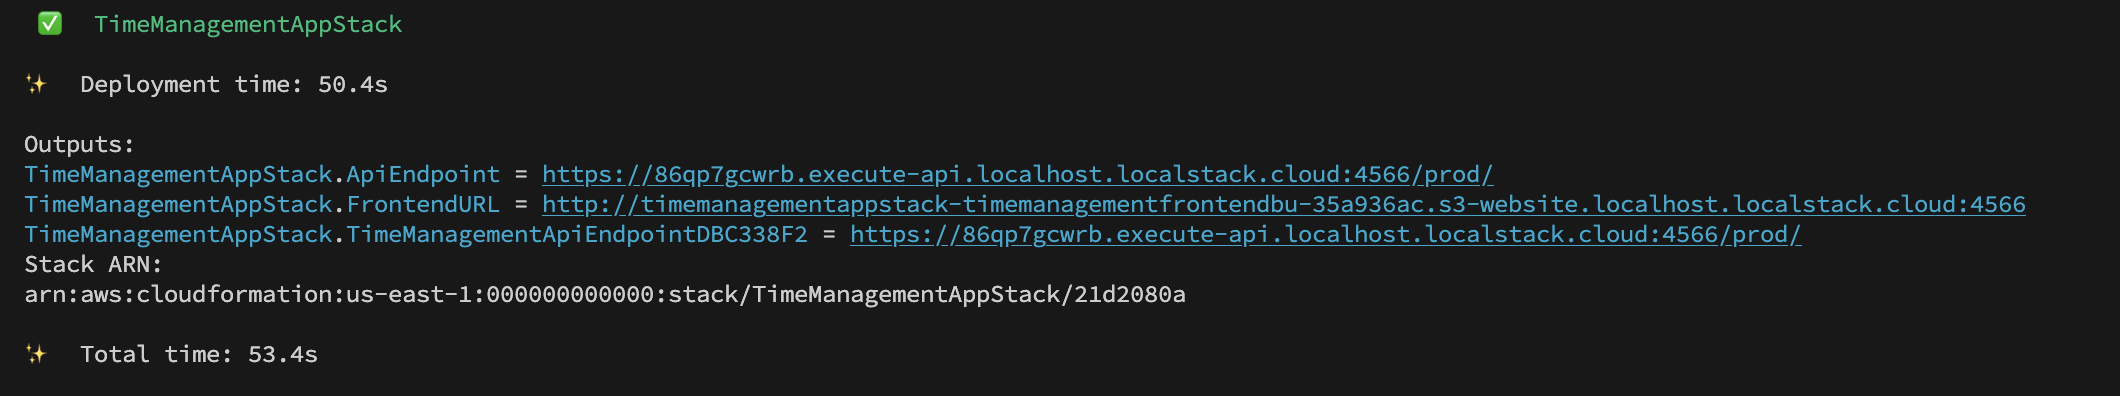 ✅  TimeManagementAppStack
✨  Deployment time: 50.4s
Outputs:
TimeManagementAppStack.ApiEndpoint = https://86qp7gcwrb.execute-api.localhost.localstack.cloud:4566/prod/
TimeManagementAppStack.FrontendURL = http://timemanagementappstack-timemanagementfrontendbu-35a936ac.s3-website.localhost.localstack.cloud:4566
TimeManagementAppStack.TimeManagementApiEndpointDBC338F2 = https://86qp7gcwrb.execute-api.localhost.localstack.cloud:4566/prod/
Stack ARN:
arn:aws:cloudformation:us-east-1:000000000000:stack/TimeManagementAppStack/21d2080a
✨  Total time: 53.4s